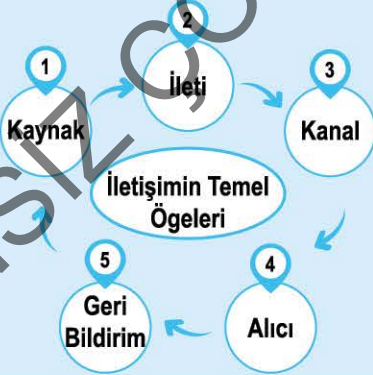 1
Kaynak
2
İleti
3
Kanal
İletişimin Temel
Ögeleri
4
Alıcı
5
Geri
Bildirim